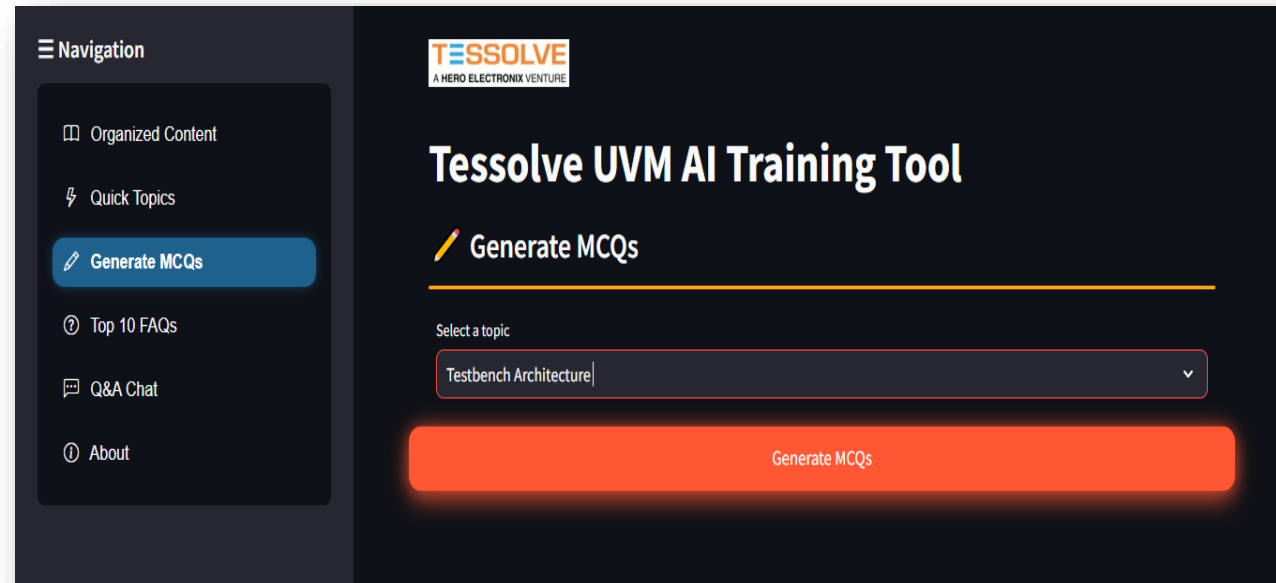 Navigation
Organized Content
Quick Topics
Generate MCQs
Top 10 FAQs
Q&A Chat
About
TESSOLVE
A HERO ELECTRONIX VENTURE
Tessolve UVM AI Training Tool
Generate MCQs
Select a topic
Testbench Architecture
Generate MCQs